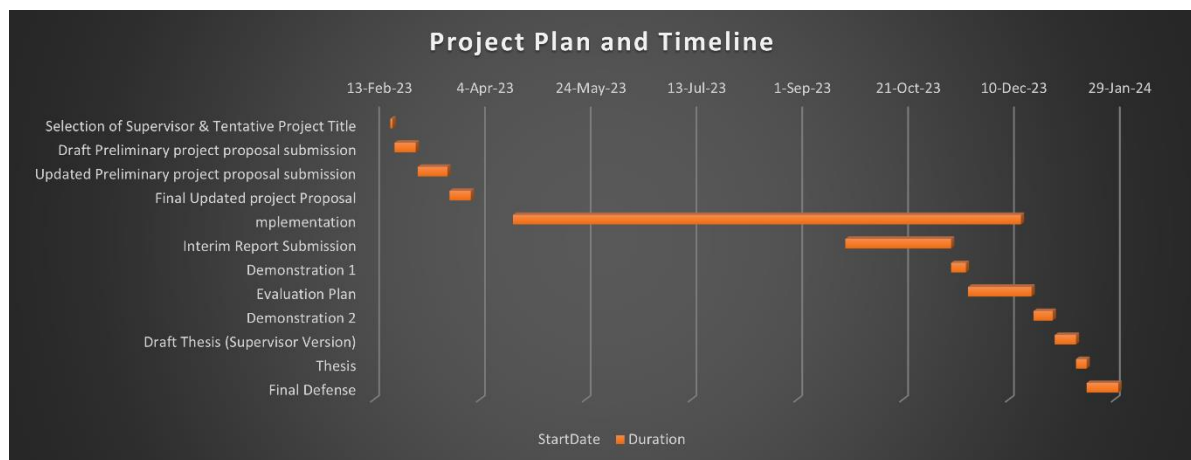 Project Plan and Timeline
13-Feb-23 4-Apr-23 24-May-23 13-Jul-23 1-Sep-23 21-Oct-23 10-Dec-23 29-Jan-24
Selection of Supervisor & Tentative Project Title
Draft Preliminary project proposal submission
Updated Preliminary project proposal submission
Final Updated project Proposal
mplementation
Interim Report Submission
Demonstration 1
Evaluation Plan
Demonstration 2
Draft Thesis (Supervisor Version)
Thesis
Final Defense
StartDate Duration